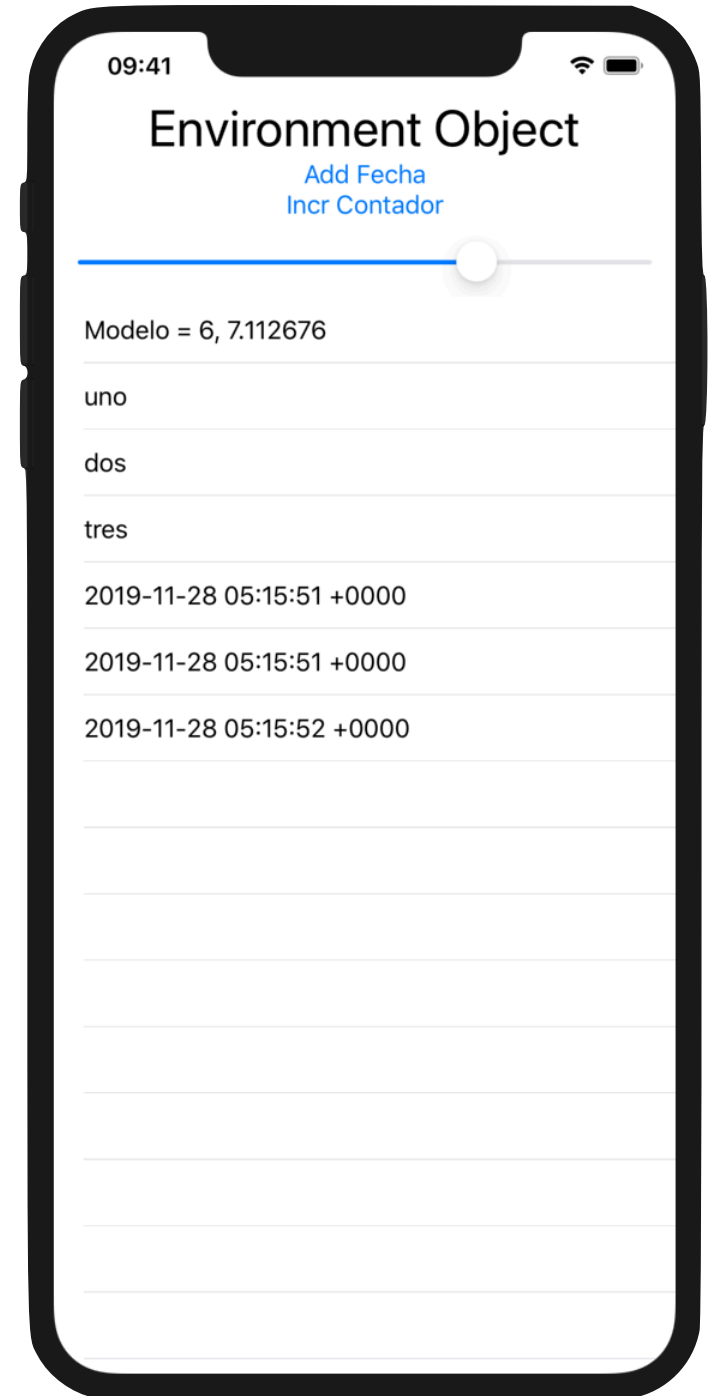 09:41
Environment Object
Add Fecha
Incr Contador
Modelo = 6, 7.112676
uno
dos
tres
2019-11-28 05:15:51 +0000
2019-11-28 05:15:51 +0000
2019-11-28 05:15:52 +0000